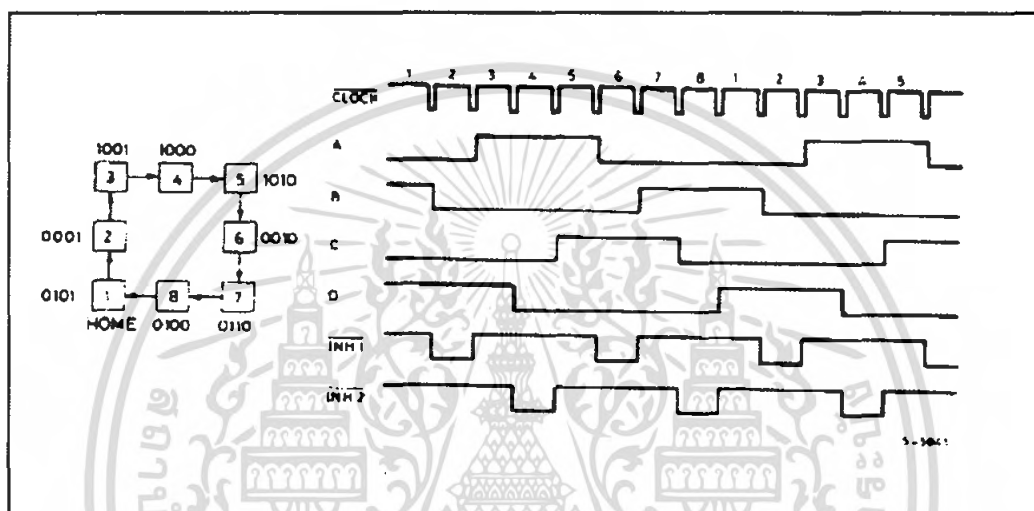 1 2 3 4 5 6 7 8 1 2 3 4 5
CLOCK
A
B
C
D
INH 1
INH 2
1001 1000
3 4 5 1010
0001 2 6 0010
0101 1 8 7
HOME 0100 0110